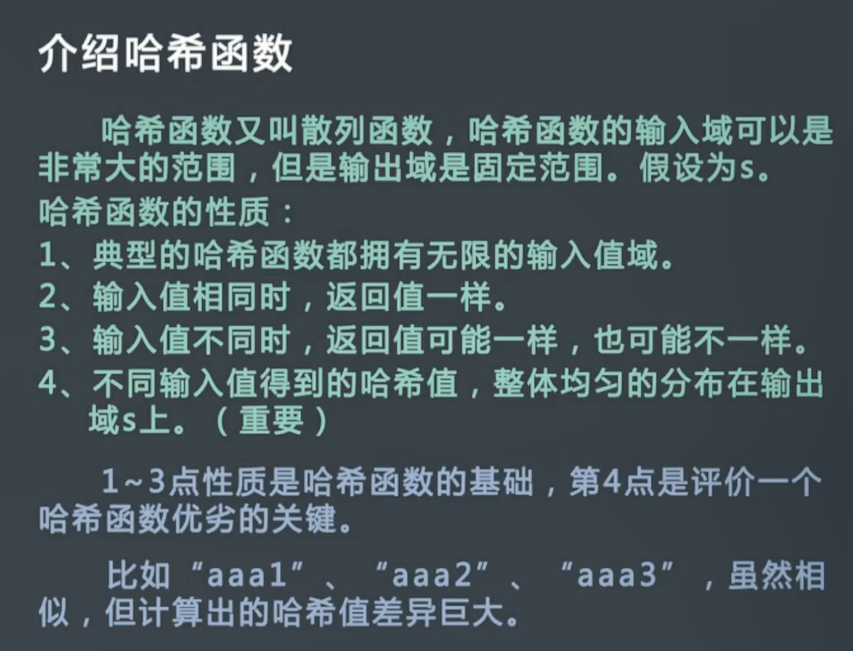 介绍哈希函数
哈希函数又叫散列函数，哈希函数的输入域可以是
非常大的范围，但是输出域是固定范围。假设为s。
哈希函数的性质：
1、典型的哈希函数都拥有无限的输入值域。
2、输入值相同时，返回值一样。
3、输入值不同时，返回值可能一样，也可能不一样。
4、不同输入值得到的哈希值，整体均匀的分布在输出
域s上。（重要）
1~3点性质是哈希函数的基础，第4点是评价一个
哈希函数优劣的关键。
比如“aaa1”、“aaa2”、“aaa3”，虽然相
似，但计算出的哈希值差异巨大。